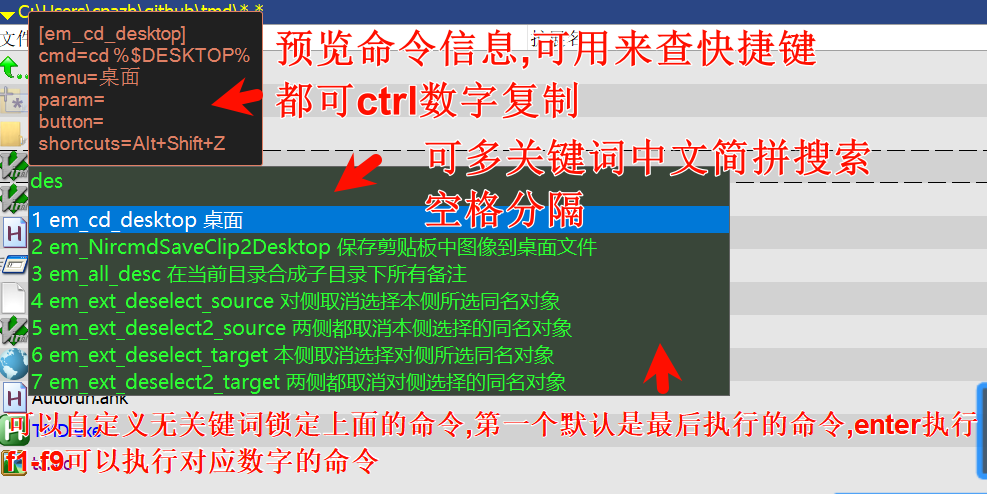 C:\Users\cpazh\github\tmd\*.*
文件
[em_cd_desktop]
cmd=cd %$DESKTOP%
menu=桌面
param=
button=
shortcuts=Alt+Shift+Z
预览命令信息,可用来查快捷键
都可ctrl数字复制
可多关键词中文简拼搜索
空格分隔
des
1 em_cd_desktop 桌面
2 em_NircmdSaveClip2Desktop 保存剪贴板中图像到桌面文件
3 em_all_desc 在当前目录合成子目录下所有备注
4 em_ext_deselect_source 对侧取消选择本侧所选同名对象
5 em_ext_deselect2_source 两侧都取消本侧选择的同名对象
6 em_ext_deselect_target 本侧取消选择对侧所选同名对象
7 em_ext_deselect2_target 两侧都取消对侧选择的同名对象
Autorun.ahk
可以自定义无关键词锁定上面的命令,第一个默认是最后执行的命令,enter执行
f1-f9可以执行对应数字的命令